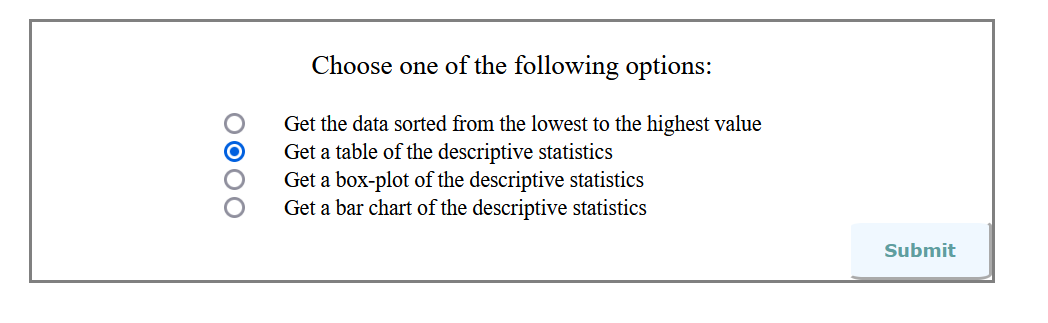 Choose one of the following options:
Get the data sorted from the lowest to the highest value
Get a table of the descriptive statistics
Get a box-plot of the descriptive statistics
Get a bar chart of the descriptive statistics
Submit